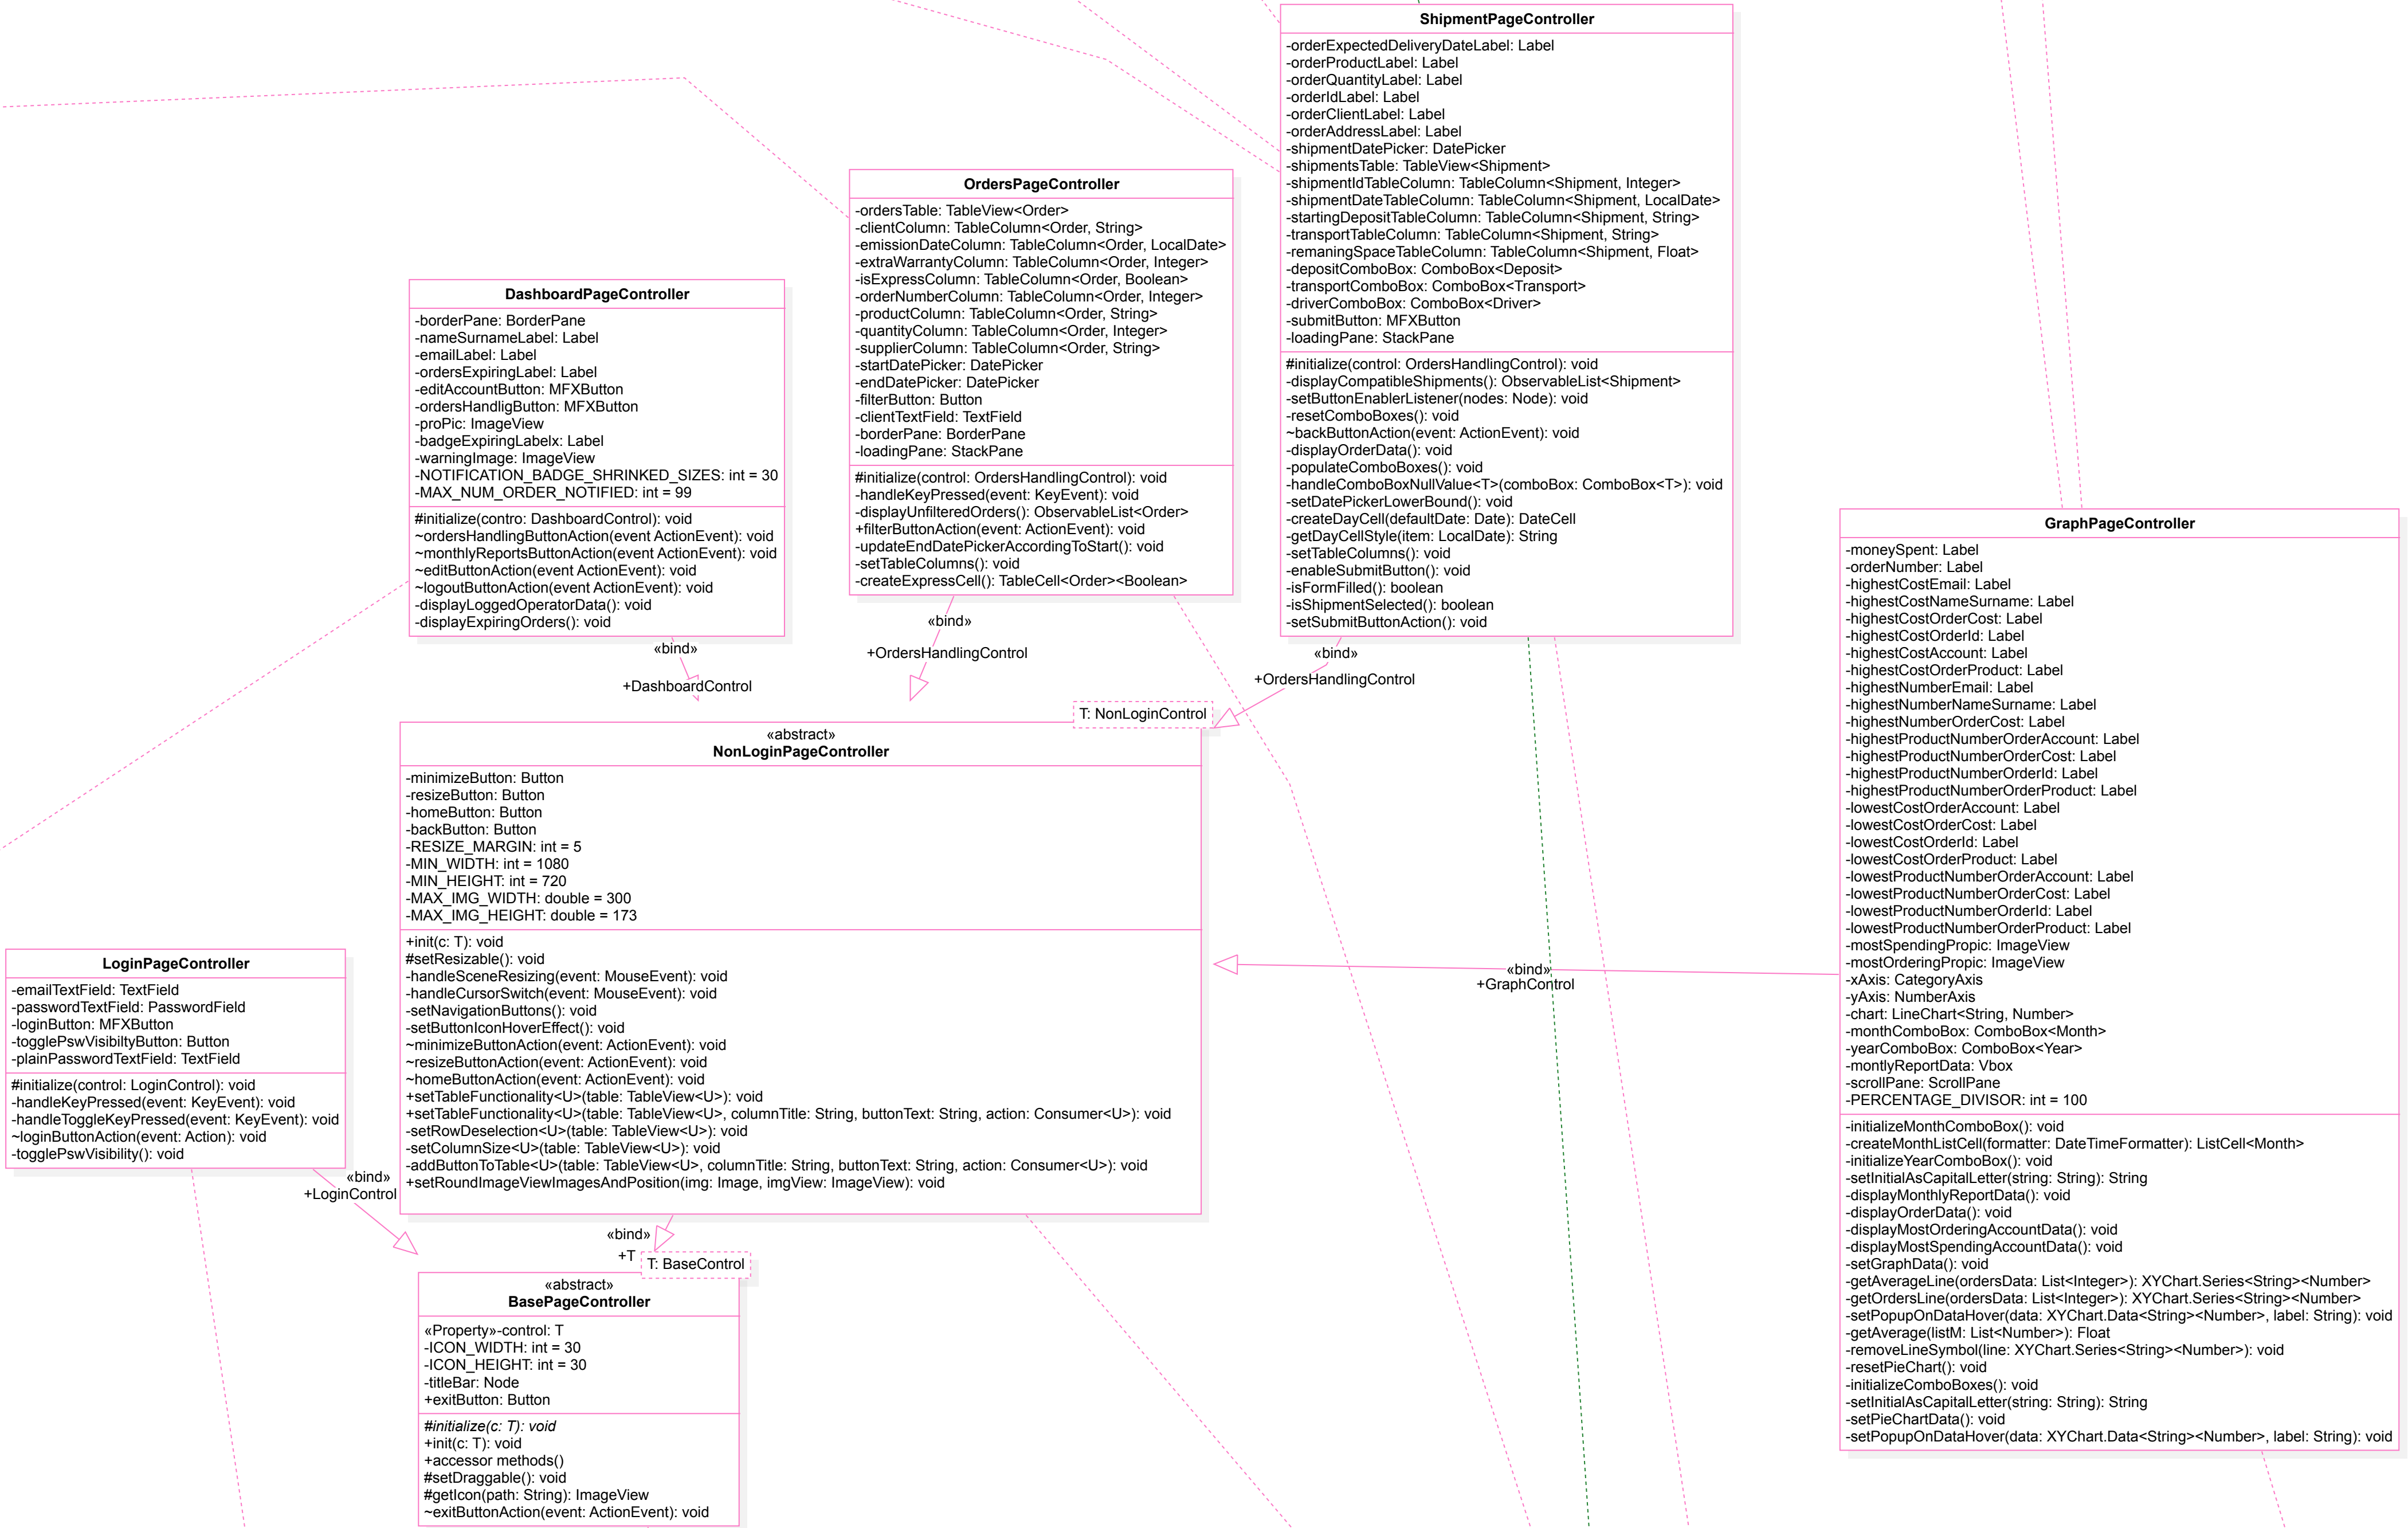 ShipmentPageController
-orderExpectedDeliveryDateLabel: Label
-orderProductLabel: Label
-orderQuantityLabel: Label
-orderIdLabel: Label
-orderClientLabel: Label
-orderAddressLabel: Label
-shipmentDatePicker: DatePicker
-shipmentsTable: TableView<Shipment>
-shipmentIdTableColumn: TableColumn<Shipment, Integer>
-shipmentDateTableColumn: TableColumn<Shipment, LocalDate>
-startingDepositTableColumn: TableColumn<Shipment, String>
-transportTableColumn: TableColumn<Shipment, String>
-remaningSpaceTableColumn: TableColumn<Shipment, Float>
-depositComboBox: ComboBox<Deposit>
-transportComboBox: ComboBox<Transport>
-driverComboBox: ComboBox<Driver>
-submitButton: MFXButton
-loadingPane: StackPane
#initialize(control: OrdersHandlingControl): void
-displayCompatibleShipments(): ObservableList<Shipment>
-setButtonEnablerListener(nodes: Node): void
-resetComboBoxes(): void
~backButtonAction(event: ActionEvent): void
-displayOrderData(): void
-populateComboBoxes(): void
-handleComboBoxNullValue<T>(comboBox: ComboBox<T>): void
-setDatePickerLowerBound(): void
-createDayCell(defaultDate: Date): DateCell
-getDayCellStyle(item: LocalDate): String
-setTableColumns(): void
-enableSubmitButton(): void
-isFormFilled(): boolean
-isShipmentSelected(): boolean
-setSubmitButtonAction(): void
OrdersPageController
-ordersTable: TableView<Order>
-clientColumn: TableColumn<Order, String>
-emissionDateColumn: TableColumn<Order, LocalDate>
-extraWarrantyColumn: TableColumn<Order, Integer>
-isExpressColumn: TableColumn<Order, Boolean>
-orderNumberColumn: TableColumn<Order, Integer>
-productColumn: TableColumn<Order, String>
-quantityColumn: TableColumn<Order, Integer>
-supplierColumn: TableColumn<Order, String>
-startDatePicker: DatePicker
-endDatePicker: DatePicker
-filterButton: Button
-clientTextField: TextField
-borderPane: BorderPane
-loadingPane: StackPane
#initialize(control: OrdersHandlingControl): void
-handleKeyPressed(event: KeyEvent): void
-displayUnfilteredOrders(): ObservableList<Order>
+filterButtonAction(event: ActionEvent): void
-updateEndDatePickerAccordingToStart(): void
-setTableColumns(): void
-createExpressCell(): TableCell<Order><Boolean>
DashboardPageController
-borderPane: BorderPane
-nameSurnameLabel: Label
-emailLabel: Label
-ordersExpiringLabel: Label
-editAccountButton: MFXButton
-ordersHandligButton: MFXButton
-proPic: ImageView
-badgeExpiringLabelx: Label
-warningImage: ImageView
-NOTIFICATION_BADGE_SHRINKED_SIZES: int = 30
-MAX_NUM_ORDER_NOTIFIED: int = 99
#initialize(contro: DashboardControl): void
~ordersHandlingButtonAction(event ActionEvent): void
~monthlyReportsButtonAction(event ActionEvent): void
~editButtonAction(event ActionEvent): void
~logoutButtonAction(event ActionEvent): void
-displayLoggedOperatorData(): void
-displayExpiringOrders(): void
«bind»
+DashboardControl
«bind»
+OrdersHandlingControl
«bind»
+OrdersHandlingControl
T: NonLoginControl
«abstract»
NonLoginPageController
-minimizeButton: Button
-resizeButton: Button
-homeButton: Button
-backButton: Button
-RESIZE_MARGIN: int = 5
-MIN_WIDTH: int = 1080
-MIN_HEIGHT: int = 720
-MAX_IMG_WIDTH: double = 300
-MAX_IMG_HEIGHT: double = 173
+init(c: T): void
#setResizable(): void
-handleSceneResizing(event: MouseEvent): void
-handleCursorSwitch(event: MouseEvent): void
-setNavigationButtons(): void
-setButtonIconHoverEffect(): void
~minimizeButtonAction(event: ActionEvent): void
~resizeButtonAction(event: ActionEvent): void
~homeButtonAction(event: ActionEvent): void
+setTableFunctionality<U>(table: TableView<U>): void
+setTableFunctionality<U>(table: TableView<U>, columnTitle: String, buttonText: String, action: Consumer<U>): void
-setRowDeselection<U>(table: TableView<U>): void
-setColumnSize<U>(table: TableView<U>): void
-addButtonToTable<U>(table: TableView<U>, columnTitle: String, buttonText: String, action: Consumer<U>): void
+setRoundImageViewImagesAndPosition(img: Image, imgView: ImageView): void
GraphPageController
-moneySpent: Label
-orderNumber: Label
-highestCostEmail: Label
-highestCostNameSurname: Label
-highestCostOrderCost: Label
-highestCostOrderId: Label
-highestCostAccount: Label
-highestCostOrderProduct: Label
-highestNumberEmail: Label
-highestNumberNameSurname: Label
-highestNumberOrderCost: Label
-highestProductNumberOrderAccount: Label
-highestProductNumberOrderCost: Label
-highestProductNumberOrderId: Label
-highestProductNumberOrderProduct: Label
-lowestCostOrderAccount: Label
-lowestCostOrderCost: Label
-lowestCostOrderId: Label
-lowestCostOrderProduct: Label
-lowestProductNumberOrderAccount: Label
-lowestProductNumberOrderCost: Label
-lowestProductNumberOrderId: Label
-lowestProductNumberOrderProduct: Label
-mostSpendingPropic: ImageView
-mostOrderingPropic: ImageView
-xAxis: CategoryAxis
-yAxis: NumberAxis
-chart: LineChart<String, Number>
-monthComboBox: ComboBox<Month>
-yearComboBox: ComboBox<Year>
-montlyReportData: Vbox
-scrollPane: ScrollPane
-PERCENTAGE_DIVISOR: int = 100
-initializeMonthComboBox(): void
-createMonthListCell(formatter: DateTimeFormatter): ListCell<Month>
-initializeYearComboBox(): void
-setInitialAsCapitalLetter(string: String): String
-displayMonthlyReportData(): void
-displayOrderData(): void
-displayMostOrderingAccountData(): void
-displayMostSpendingAccountData(): void
-setGraphData(): void
-getAverageLine(ordersData: List<Integer>): XYChart.Series<String><Number>
-getOrdersLine(ordersData: List<Integer>): XYChart.Series<String><Number>
-setPopupOnDataHover(data: XYChart.Data<String><Number>, label: String): void
-getAverage(listM: List<Number>): Float
-removeLineSymbol(line: XYChart.Series<String><Number>): void
-resetPieChart(): void
-initializeComboBoxes(): void
-setInitialAsCapitalLetter(string: String): String
-setPieChartData(): void
-setPopupOnDataHover(data: XYChart.Data<String><Number>, label: String): void
«bind»
+GraphControl
LoginPageController
-emailTextField: TextField
-passwordTextField: PasswordField
-loginButton: MFXButton
-togglePswVisibiltyButton: Button
-plainPasswordTextField: TextField
#initialize(control: LoginControl): void
-handleKeyPressed(event: KeyEvent): void
-handleToggleKeyPressed(event: KeyEvent): void
~loginButtonAction(event: Action): void
-togglePswVisibility(): void
«bind»
+LoginControl
«bind»
+T
T: BaseControl
«abstract»
BasePageController
«Property»-control: T
-ICON_WIDTH: int = 30
-ICON_HEIGHT: int = 30
-titleBar: Node
+exitButton: Button
#initialize(c: T): void
+init(c: T): void
+accessor methods()
#setDraggable(): void
#getIcon(path: String): ImageView
~exitButtonAction(event: ActionEvent): void